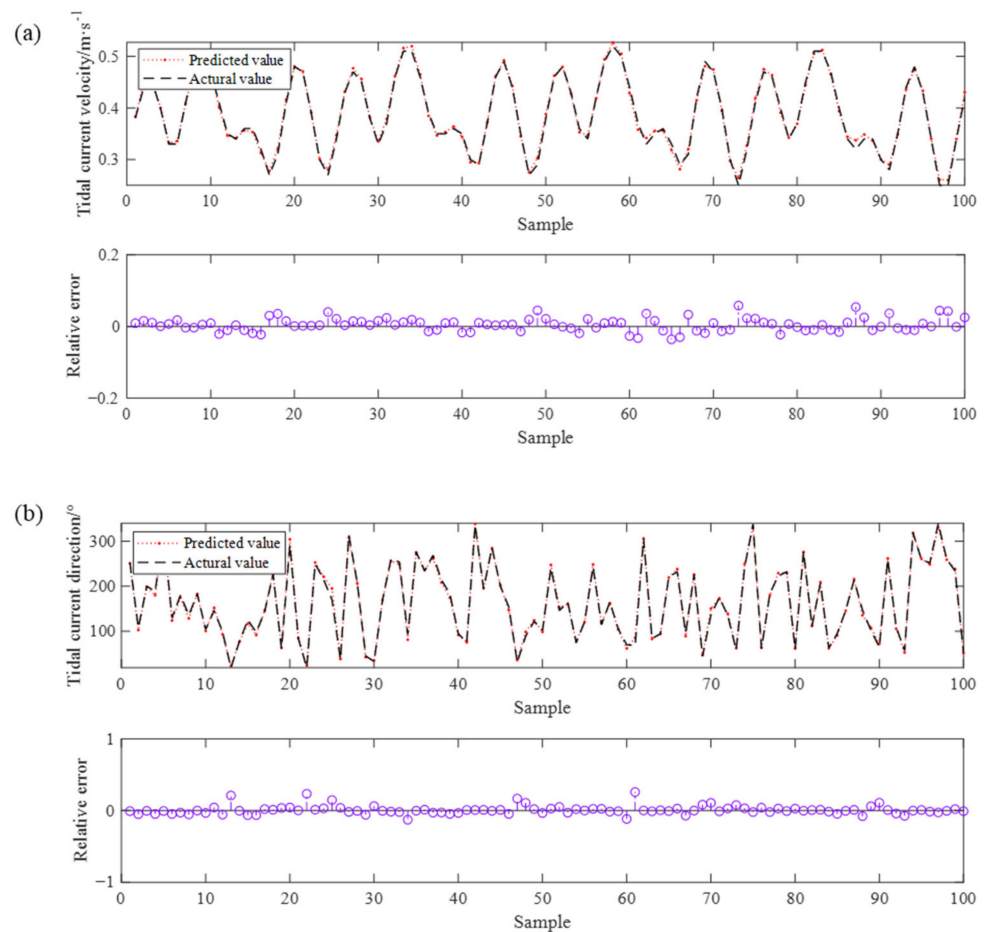 (a)
Tidal current velocity/m·s⁻¹
0.5
0.4
0.3
Predicted value
Actural value
0 10 20 30 40 50 60 70 80 90 100
Sample
Relative error
0.2
0
−0.2
0 10 20 30 40 50 60 70 80 90 100
Sample
(b)
Tidal current direction/°
300
200
100
Predicted value
Actural value
0 10 20 30 40 50 60 70 80 90 100
Sample
Relative error
1
0
−1
0 10 20 30 40 50 60 70 80 90 100
Sample